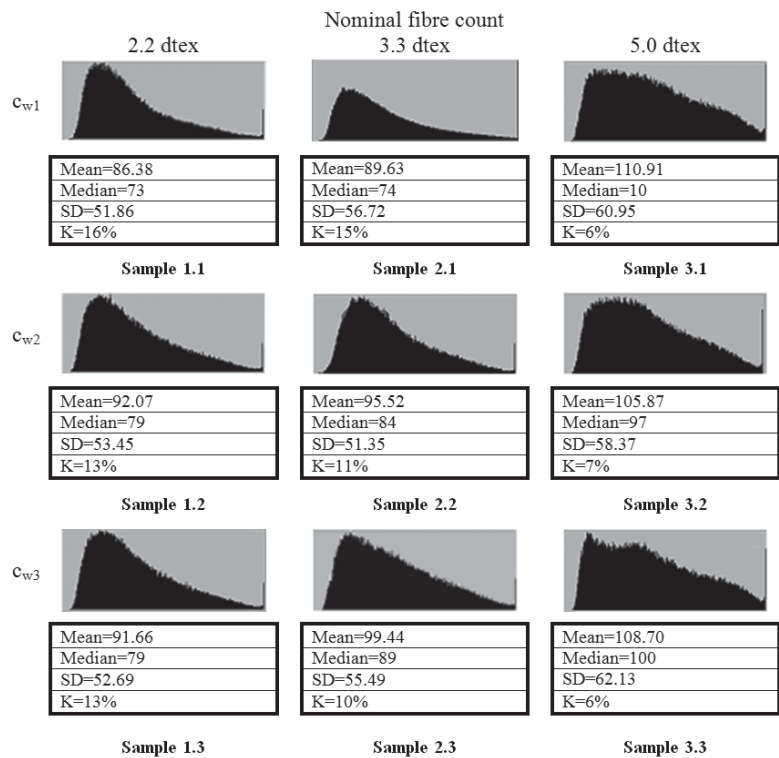 Nominal fibre count
2.2 dtex 3.3 dtex 5.0 dtex
cw1
Mean=86.38 Mean=89.63 Mean=110.91
Median=73 Median=74 Median=10
SD=51.86 SD=56.72 SD=60.95
K=16% K=15% K=6%
Sample 1.1 Sample 2.1 Sample 3.1
cw2
Mean=92.07 Mean=95.52 Mean=105.87
Median=79 Median=84 Median=97
SD=53.45 SD=51.35 SD=58.37
K=13% K=11% K=7%
Sample 1.2 Sample 2.2 Sample 3.2
cw3
Mean=91.66 Mean=99.44 Mean=108.70
Median=79 Median=89 Median=100
SD=52.69 SD=55.49 SD=62.13
K=13% K=10% K=6%
Sample 1.3 Sample 2.3 Sample 3.3